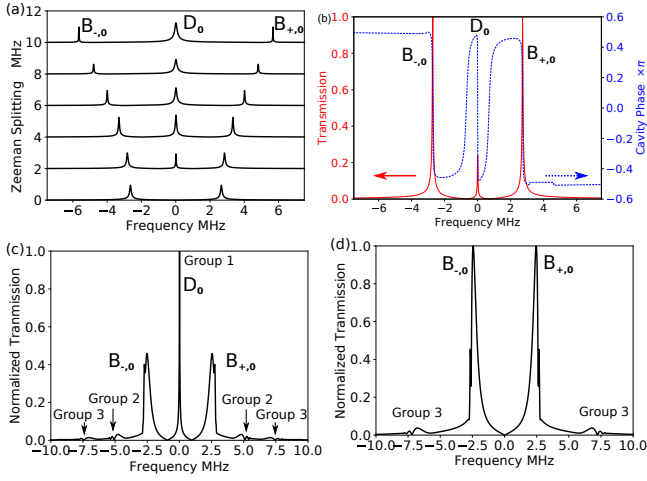 (a)
B-,0
D0
B+,0
Zeeman Splitting MHz
10
8
6
4
2
0
−6 −4 −2 0 2 4 6
Frequency MHz
(b)
D0
B-,0
B+,0
Transmission
1.0
0.8
0.6
0.4
0.2
0.0
Cavity Phase ×π
0.6
0.4
0.2
0.0
−0.2
−0.4
−0.6
−6 −4 −2 0 2 4 6
Frequency MHz
(c)
Normalized Tranmission
1.0
0.8
0.6
0.4
0.2
0.0
Group 1
D0
B-,0
B+,0
Group 2
Group 2
Group 3
Group 3
−10.0 −7.5 −5.0 −2.5 0.0 2.5 5.0 7.5 10.0
Frequency MHz
(d)
Normalized Tranmission
1.0
0.8
0.6
0.4
0.2
0.0
B-,0
B+,0
Group 3
Group 3
−10.0 −7.5 −5.0 −2.5 0.0 2.5 5.0 7.5 10.0
Frequency MHz